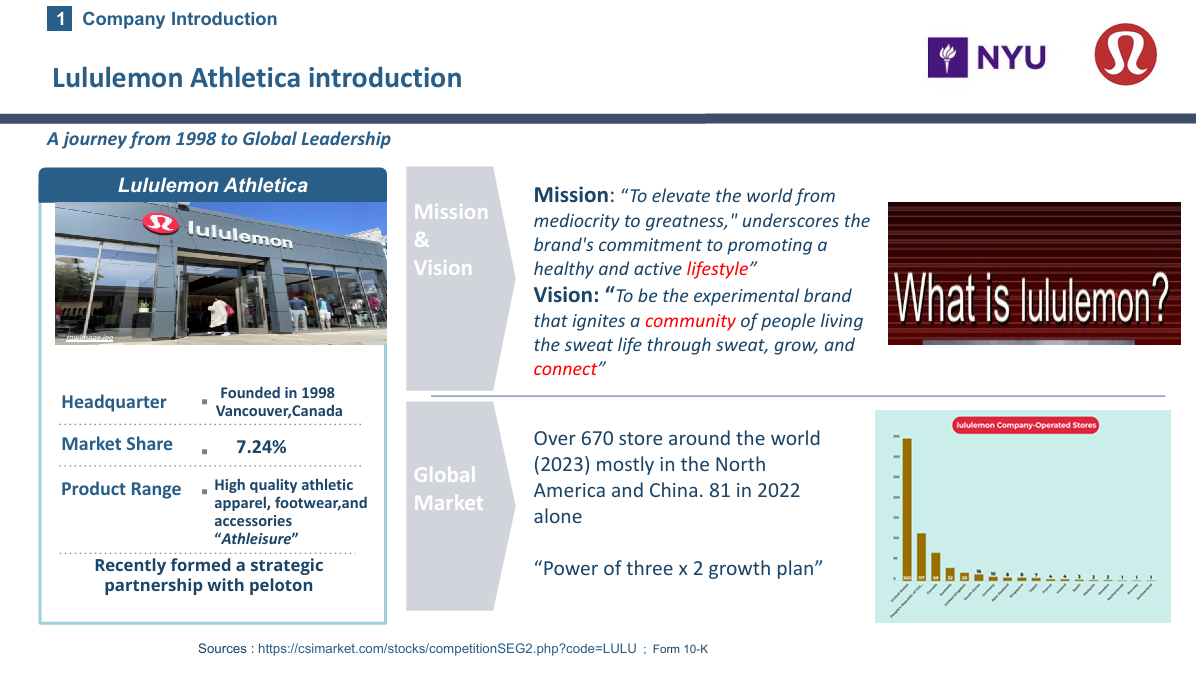 1 Company Introduction
Lululemon Athletica introduction
NYU
A journey from 1998 to Global Leadership
Lululemon Athletica
lululemon
Headquarter
▪ Founded in 1998
Vancouver,Canada
Market Share
▪ 7.24%
Product Range
▪ High quality athletic
apparel, footwear,and
accessories
“Athleisure”
Recently formed a strategic
partnership with peloton
Mission
&
Vision
Mission: “To elevate the world from
mediocrity to greatness," underscores the
brand's commitment to promoting a
healthy and active lifestyle”
Vision: “To be the experimental brand
that ignites a community of people living
the sweat life through sweat, grow, and
connect”
What is lululemon?
Global
Market
Over 670 store around the world
(2023) mostly in the North
America and China. 81 in 2022
alone
“Power of three x 2 growth plan”
lululemon Company-Operated Stores
Sources : https://csimarket.com/stocks/competitionSEG2.php?code=LULU ; Form 10-K